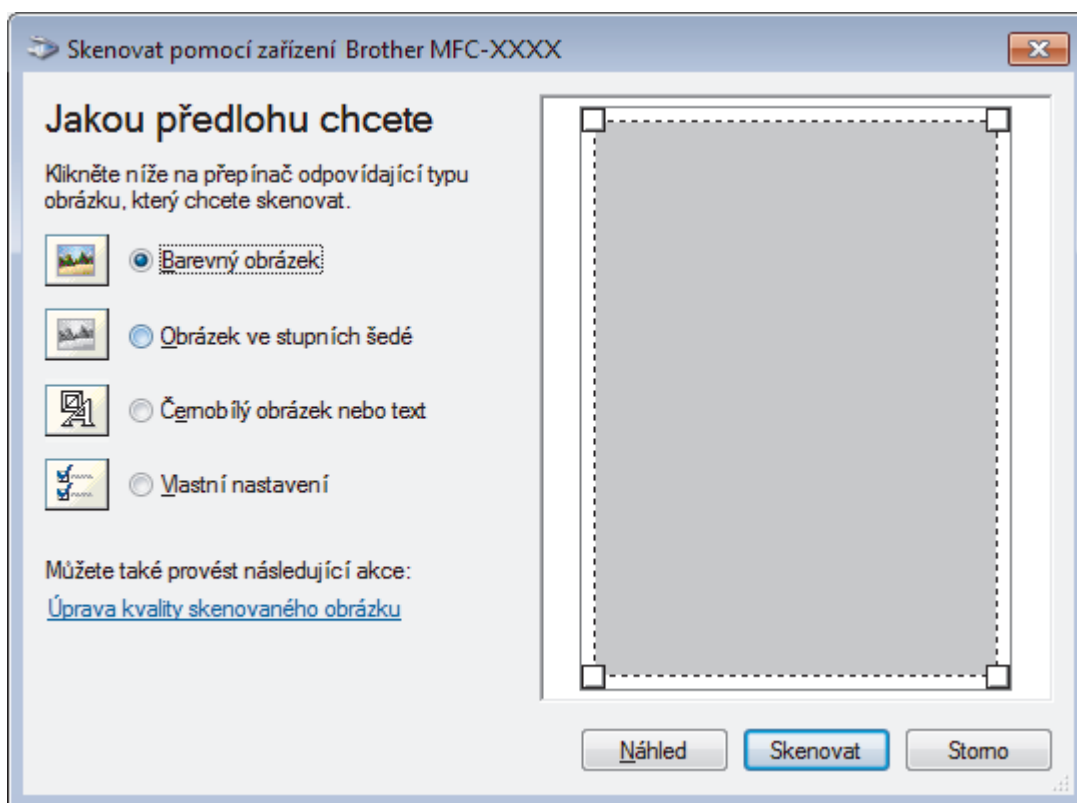 Skenovat pomocí zařízení Brother MFC-XXXX
Jakou předlohu chcete
Klikněte níže na přepínač odpovídající typu
obrázku, který chcete skenovat.
Barevný obrázek
Obrázek ve stupních šedé
Černobílý obrázek nebo text
Vlastní nastavení
Můžete také provést následující akce:
Úprava kvality skenovaného obrázku
Náhled
Skenovat
Storno